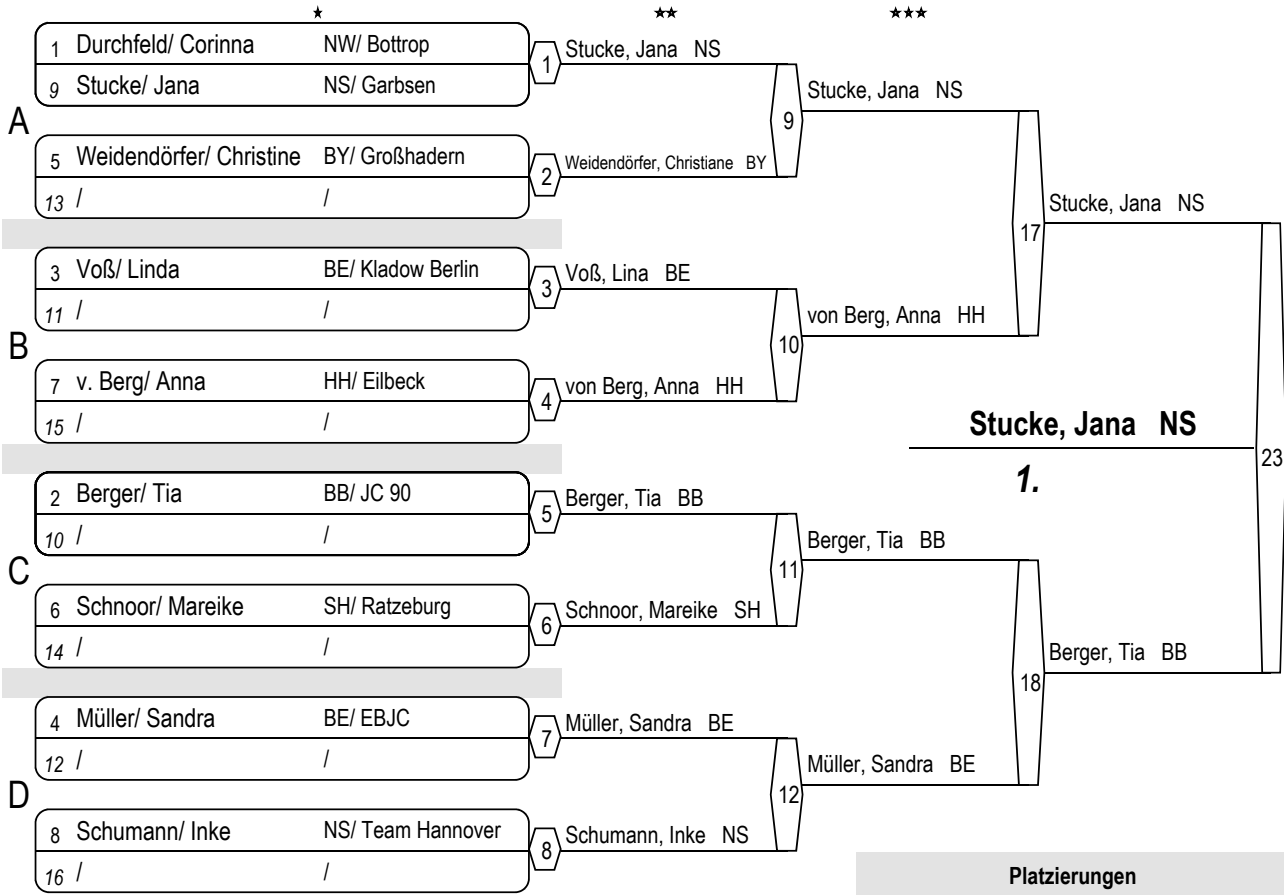 ★ ★★ ★★★
1 Durchfeld/ Corinna NW/ Bottrop
9 Stucke/ Jana NS/ Garbsen
1 Stucke, Jana NS
A
5 Weidendörfer/ Christine BY/ Großhadern
13 / /
2 Weidendörfer, Christiane BY
9 Stucke, Jana NS
3 Voß/ Linda BE/ Kladow Berlin
11 / /
3 Voß, Lina BE
B
7 v. Berg/ Anna HH/ Eilbeck
15 / /
4 von Berg, Anna HH
10 von Berg, Anna HH
17 Stucke, Jana NS
2 Berger/ Tia BB/ JC 90
10 / /
5 Berger, Tia BB
C
6 Schnoor/ Mareike SH/ Ratzeburg
14 / /
6 Schnoor, Mareike SH
11 Berger, Tia BB
4 Müller/ Sandra BE/ EBJC
12 / /
7 Müller, Sandra BE
D
8 Schumann/ Inke NS/ Team Hannover
16 / /
8 Schumann, Inke NS
12 Müller, Sandra BE
18 Berger, Tia BB
23
Stucke, Jana NS
1.
Platzierungen